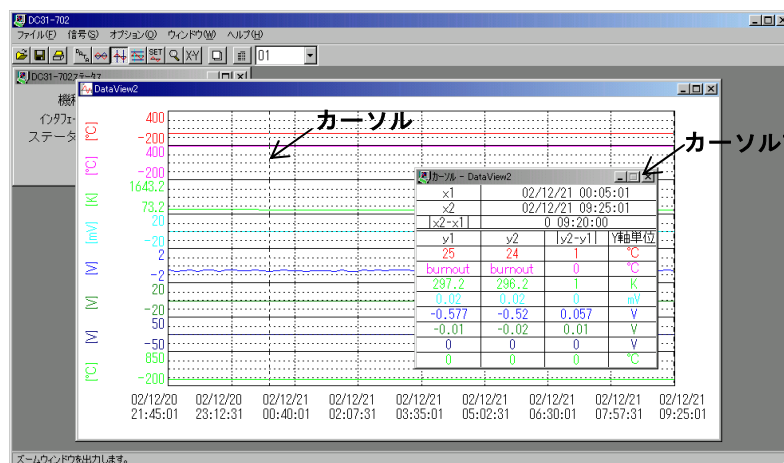 DC31-702
ファイル(F) 信号(S) オプション(O) ウィンドウ(W) ヘルプ(H)
SET X-Y 01
DC31-702ステータス
DataView2
カーソル
カーソル
インタフェー
ステータ
[°C] 400
-200
[°C] 400
-200
[K] 1643.2
73.2
[mV] 20
-20
[V] 2
-2
[V] 20
-20
[V] 50
-50
[°C] 850
-200
カーソル - DataView2
x1 02/12/21 00:05:01
x2 02/12/21 09:25:01
|x2-x1| 0 09:20:00
y1 y2 |y2-y1| Y軸単位
25 24 1 °C
burnout burnout 0 °C
297.2 296.2 1 K
0.02 0.02 0 mV
-0.577 -0.52 0.057 V
-0.01 -0.02 0.01 V
0 0 0 V
0 0 0 °C
02/12/20 02/12/20 02/12/21 02/12/21 02/12/21 02/12/21 02/12/21 02/12/21 02/12/21
21:45:01 23:12:31 00:40:01 02:07:31 03:35:01 05:02:31 06:30:01 07:57:31 09:25:01
ズームウィンドウを出力します。